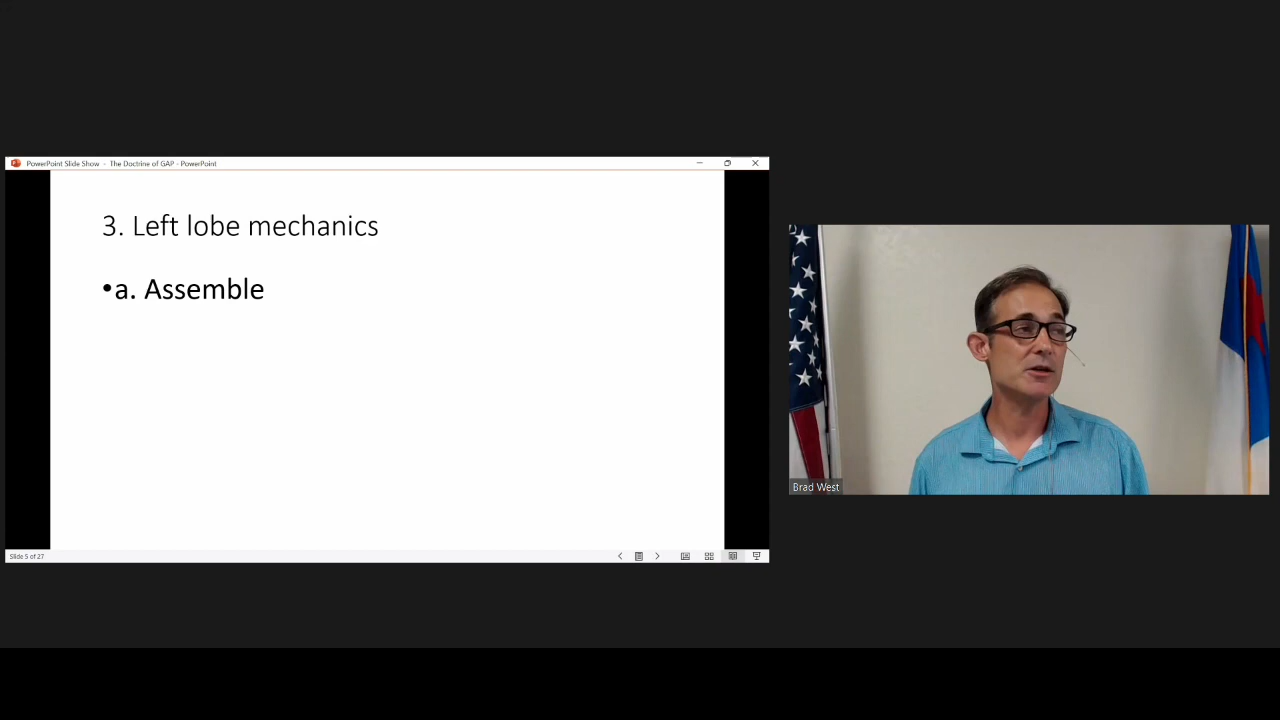 PowerPoint Slide Show - The Doctrine of GAP - PowerPoint
3. Left lobe mechanics
•a. Assemble
Slide 5 of 27
Brad West